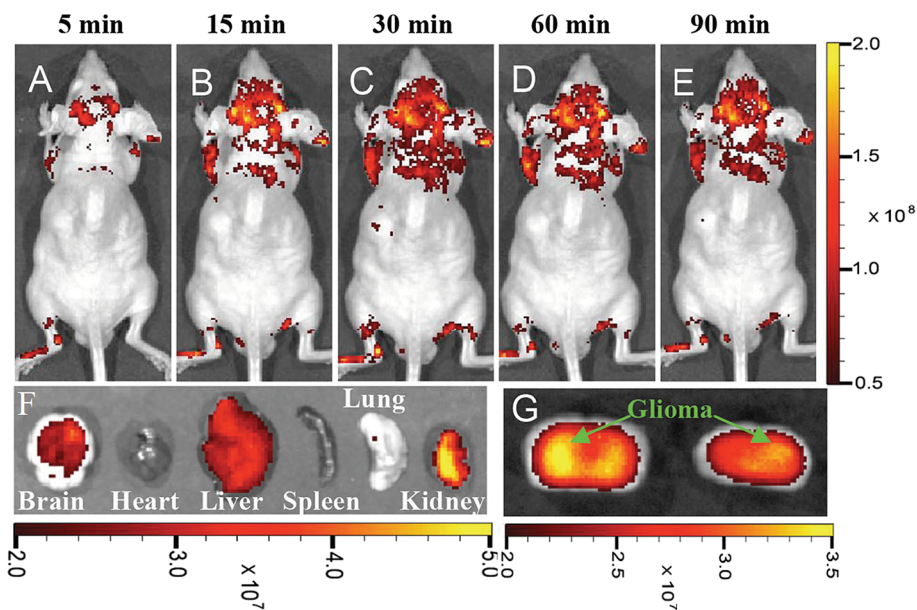 5 min 15 min 30 min 60 min 90 min
A B C D E
2.0
1.5
× 10⁸
1.0
0.5
F Lung G Glioma
Brain Heart Liver Spleen Kidney
2.0 3.0 4.0 5.0 2.0 2.5 3.0 3.5
× 10⁷ × 10⁷